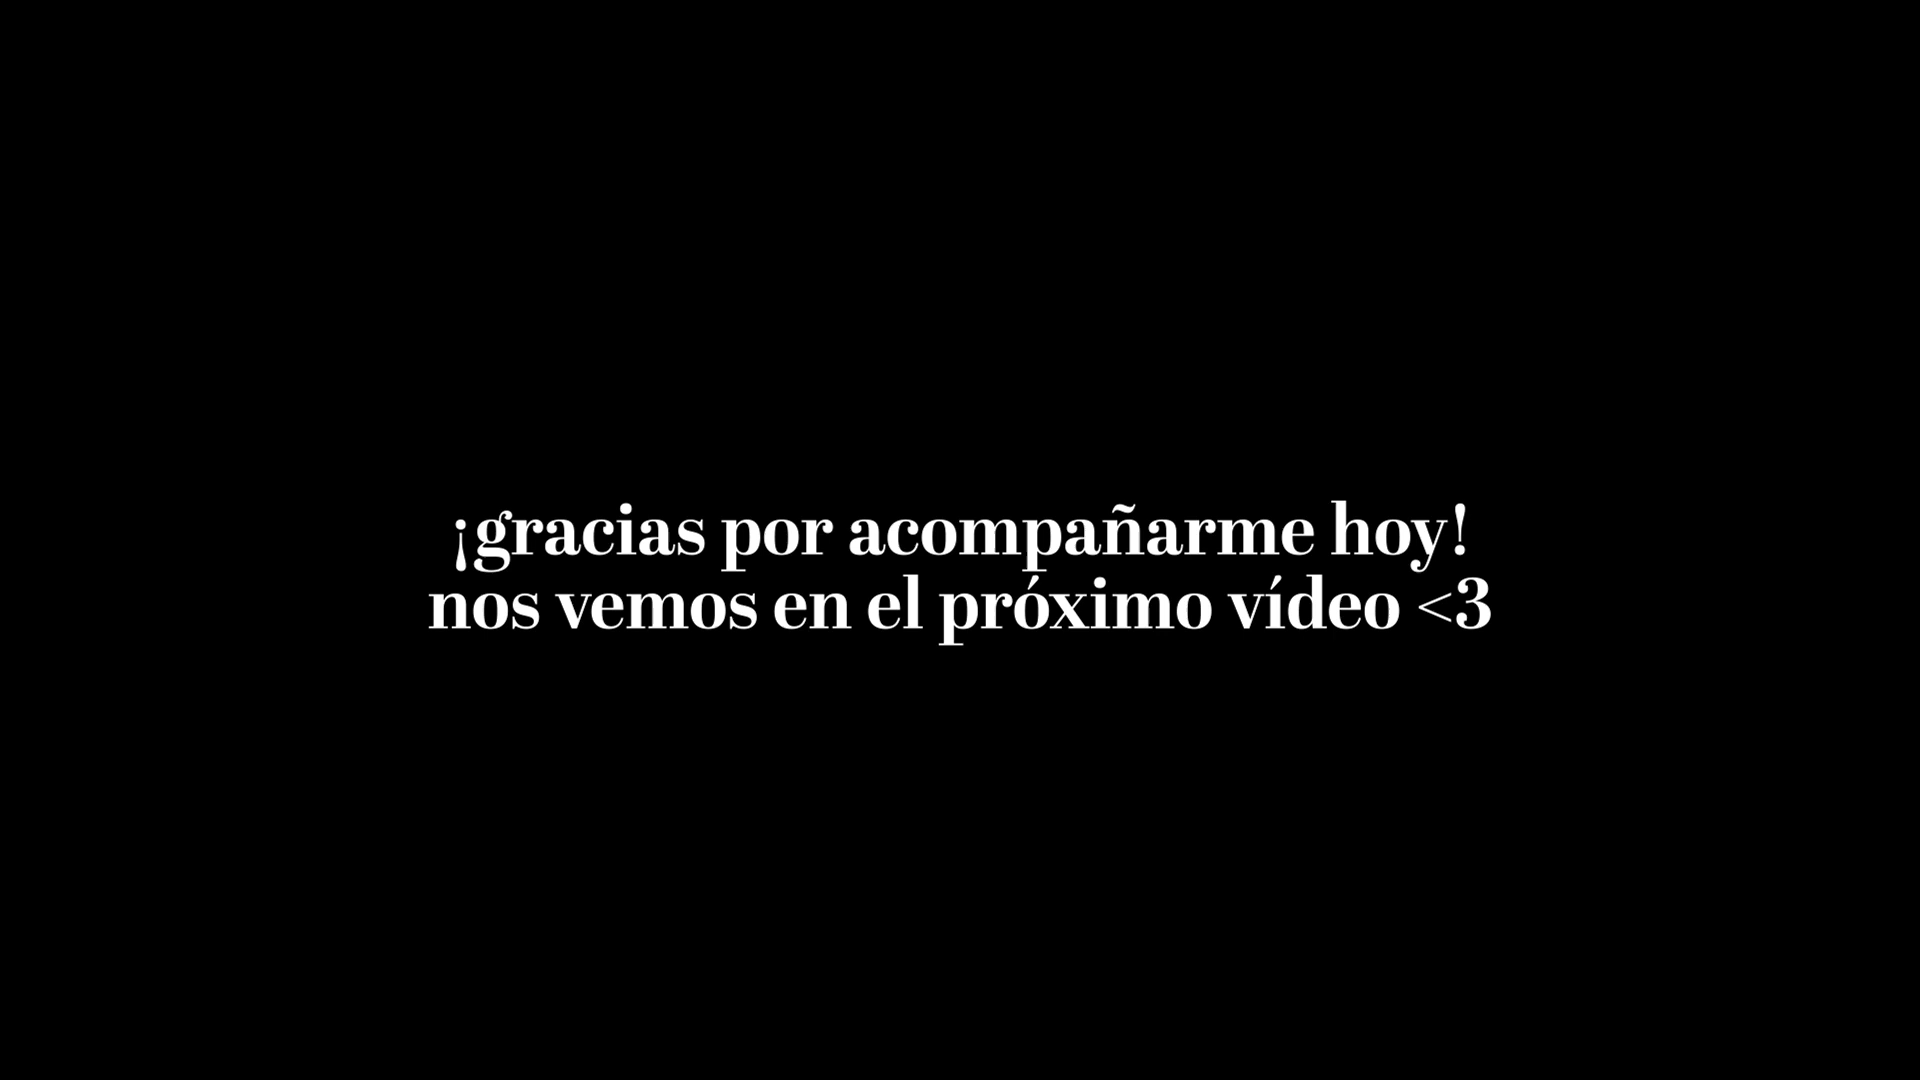 ¡gracias por acompañarme hoy!
nos vemos en el próximo vídeo <3